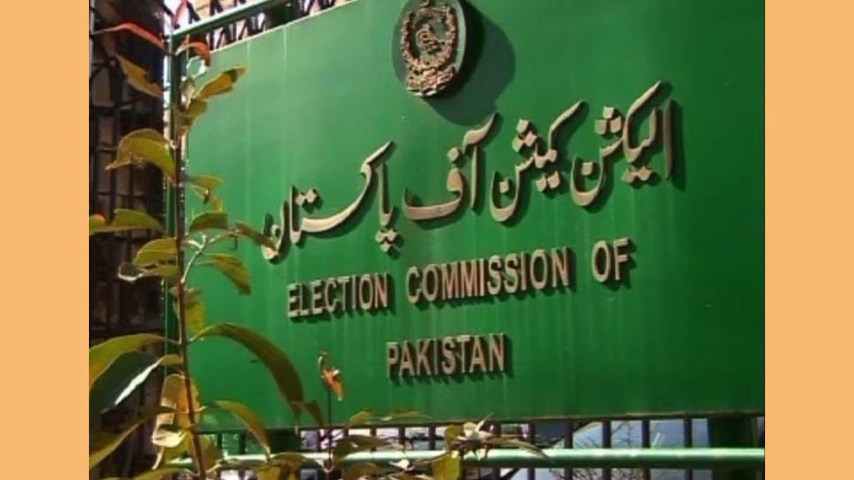 الیکشن کمیشن آف پاکستان
ELECTION COMMISSION OF
PAKISTAN